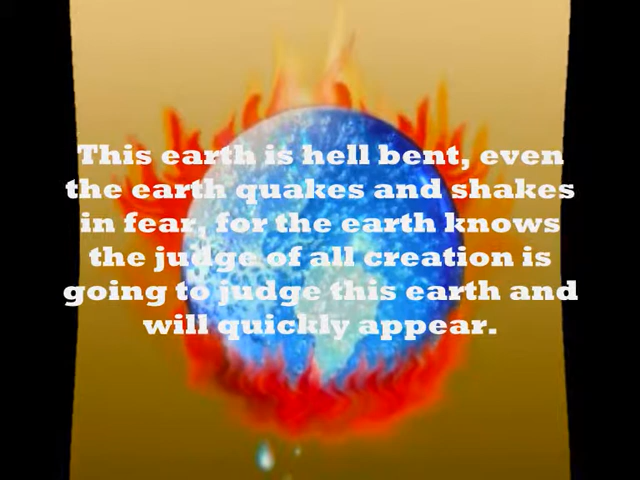 This earth is hell bent, even
the earth quakes and shakes
in fear, for the earth knows
the judge of all creation is
going to judge this earth and
will quickly appear.